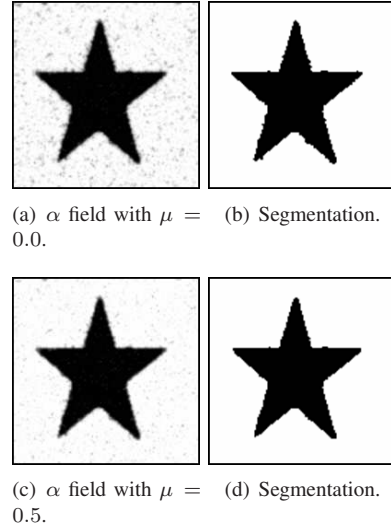 (a) α field with μ =
0.0.
(b) Segmentation.
(c) α field with μ =
0.5.
(d) Segmentation.